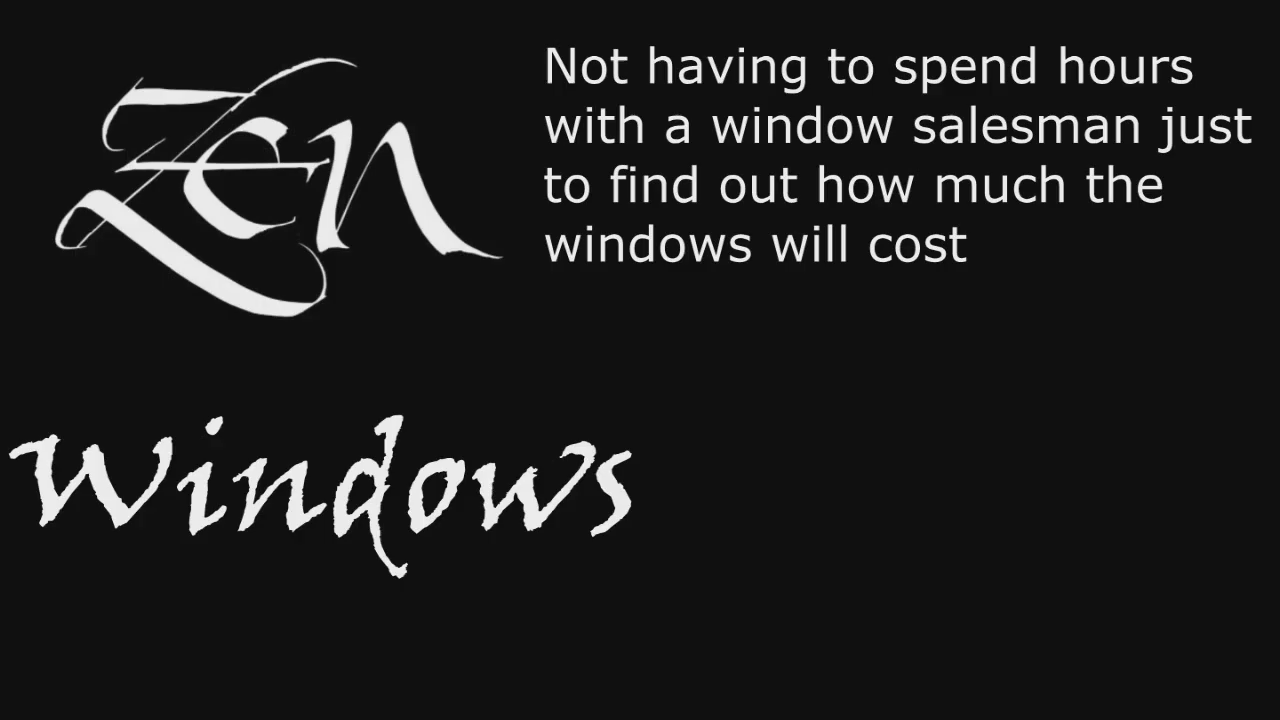 Zen
Not having to spend hours
with a window salesman just
to find out how much the
windows will cost
Windows